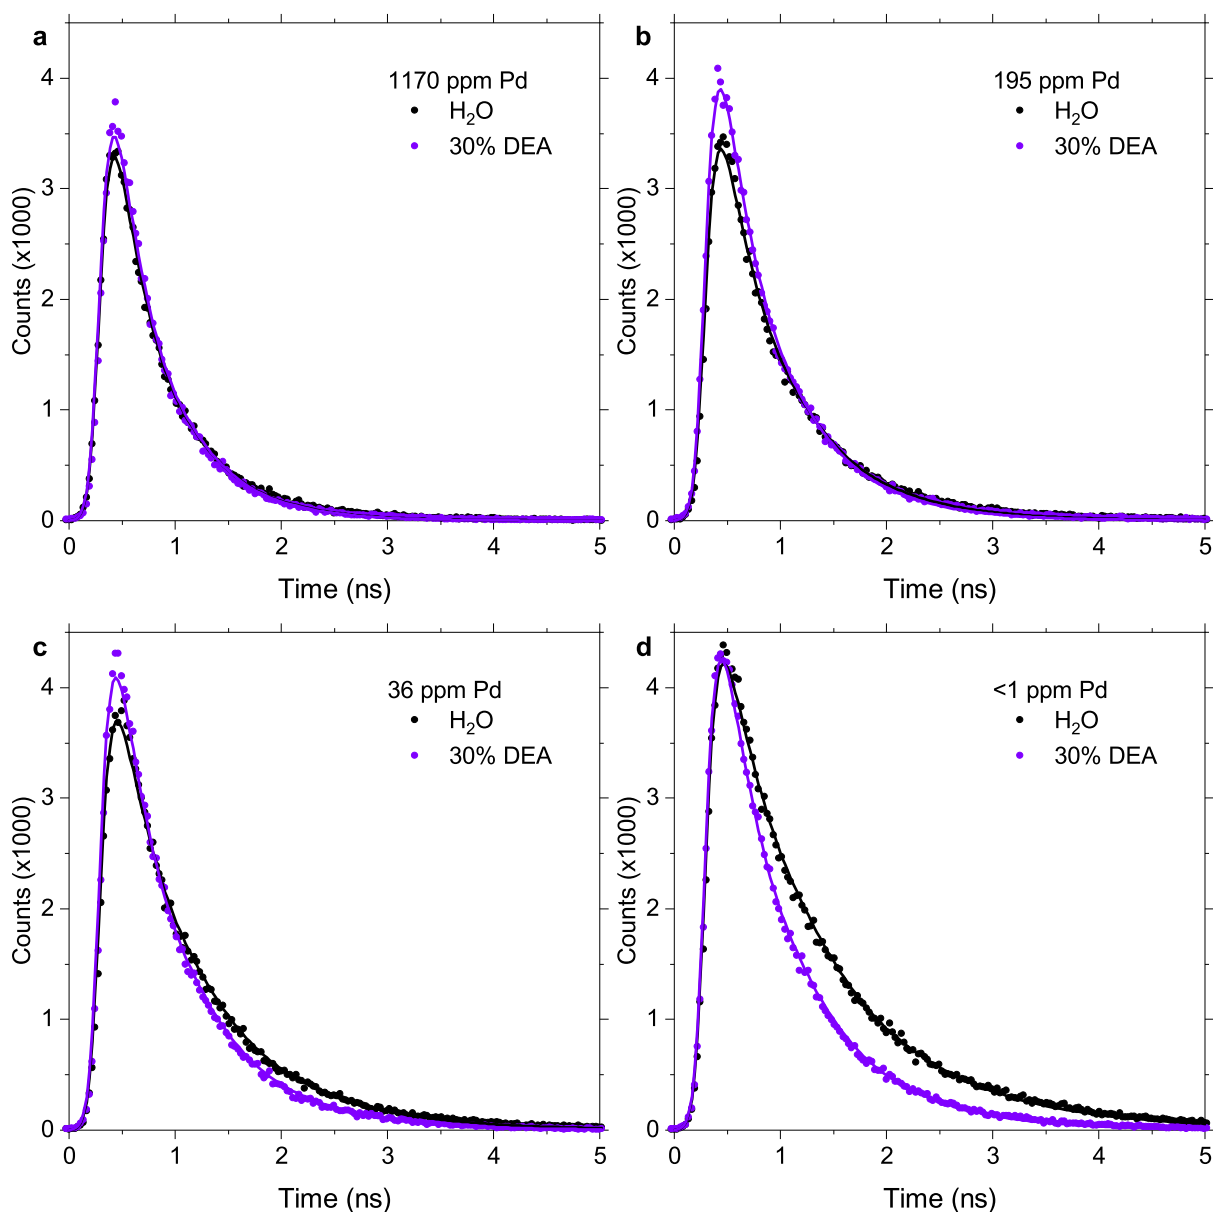 a
1170 ppm Pd
H₂O
30% DEA
Counts (x1000)
4
3
2
1
0
0 1 2 3 4 5
Time (ns)
b
195 ppm Pd
H₂O
30% DEA
Counts (x1000)
4
3
2
1
0
0 1 2 3 4 5
Time (ns)
c
36 ppm Pd
H₂O
30% DEA
Counts (x1000)
4
3
2
1
0
0 1 2 3 4 5
Time (ns)
d
<1 ppm Pd
H₂O
30% DEA
Counts (x1000)
4
3
2
1
0
0 1 2 3 4 5
Time (ns)